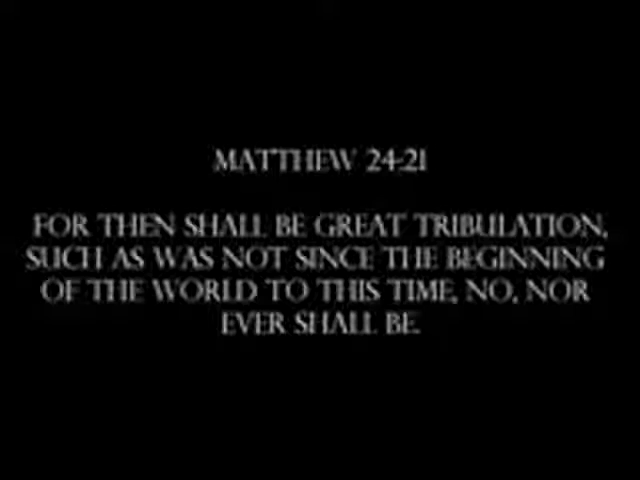 MATTHEW 24-21
FOR THEN SHALL BE GREAT TRIBULATION,
SUCH AS WAS NOT SINCE THE BEGINNING
OF THE WORLD TO THIS TIME, NO, NOR
EVER SHALL BE.